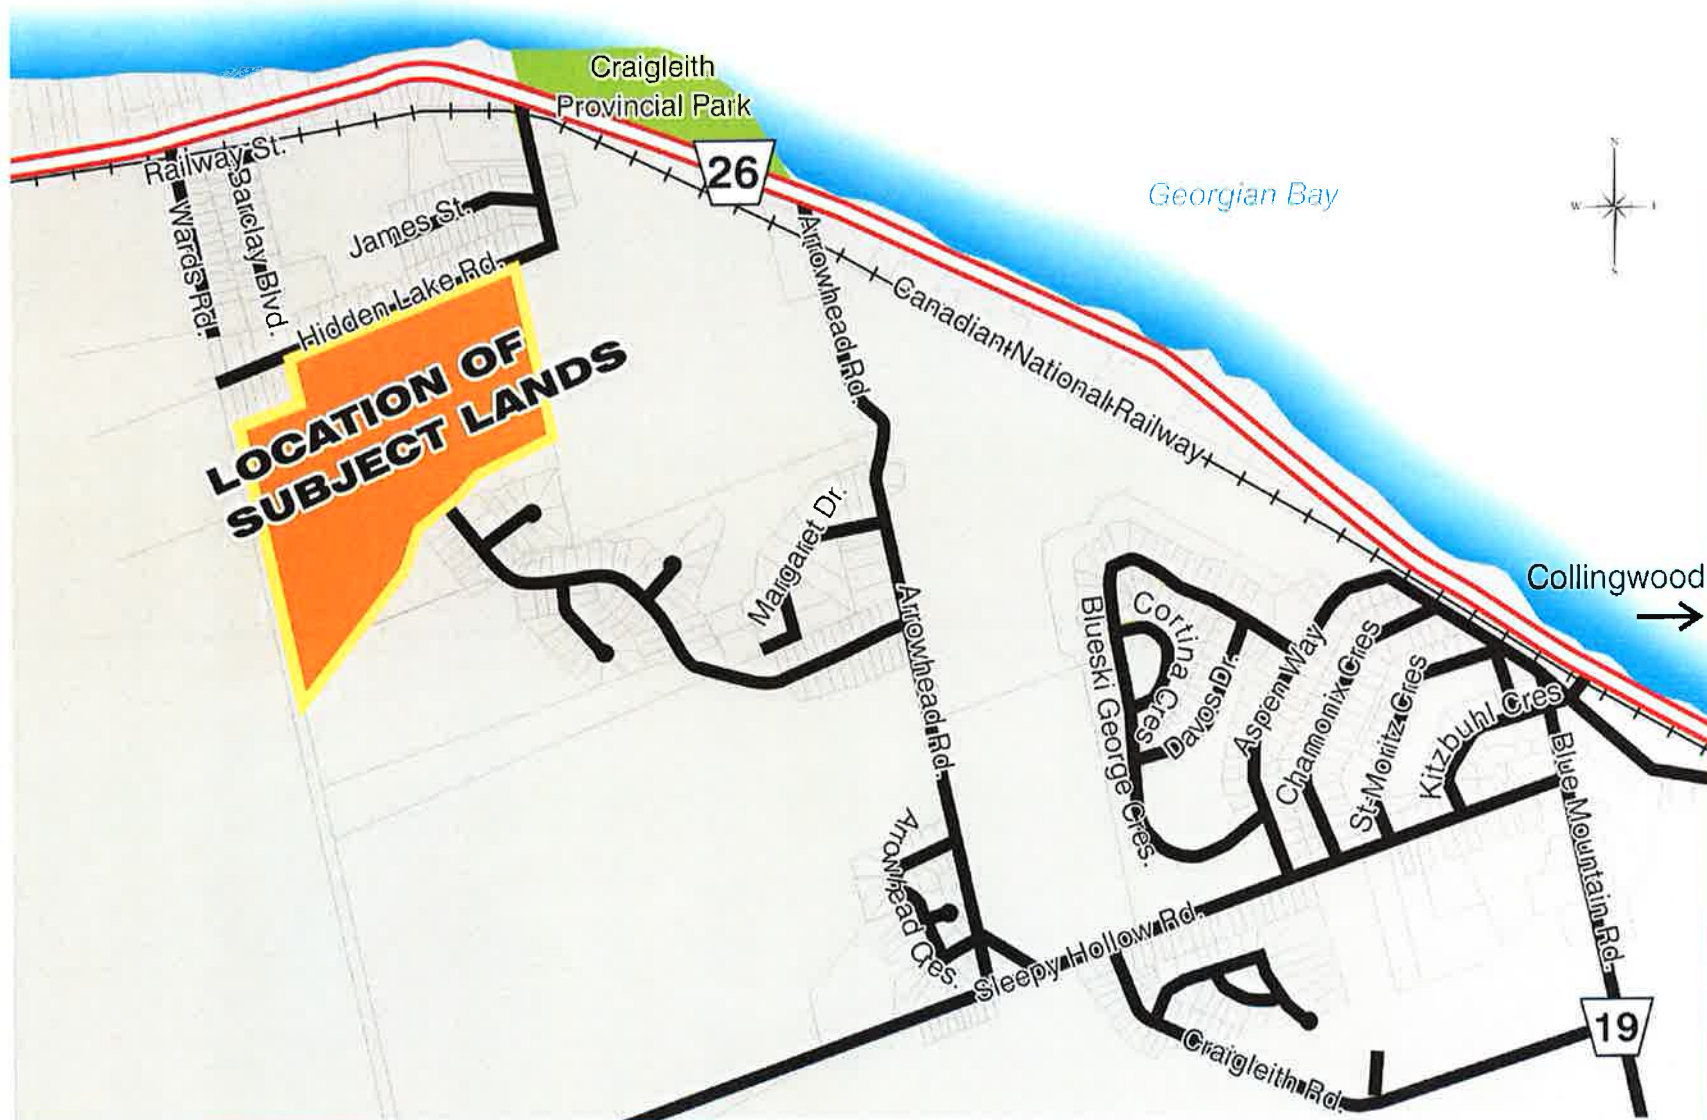 Craigleith
Provincial Park
26
Georgian Bay
N
W
S
Railway St.
Barclay Blvd.
Wards Rd.
James St.
Hidden Lake Rd.
LOCATION OF
SUBJECT LANDS
Arrowhead Rd.
Canadian National Railway
Collingwood
Margaret Dr.
Arrowhead Rd.
Arrowhead Rd.
Blueski George Cres.
Cortina Cres
Davos Dr.
Aspen Way
Chamonix Cres
St Moritz Cres
Kitzbuhl Cres
Blue Mountain Rd.
Arrowhead Cres.
Sleepy Hollow Rd.
Craigleith Rd.
19